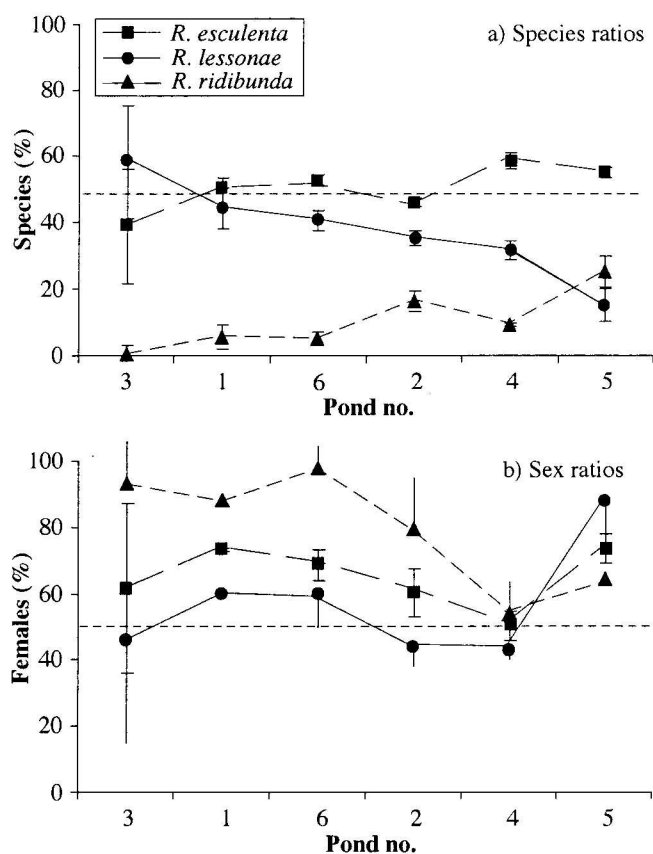 100
80
60
40
20
0
Species (%)
R. esculenta
R. lessonae
R. ridibunda
a) Species ratios
3 1 6 2 4 5
Pond no.
100
80
60
40
20
0
Females (%)
b) Sex ratios
3 1 6 2 4 5
Pond no.